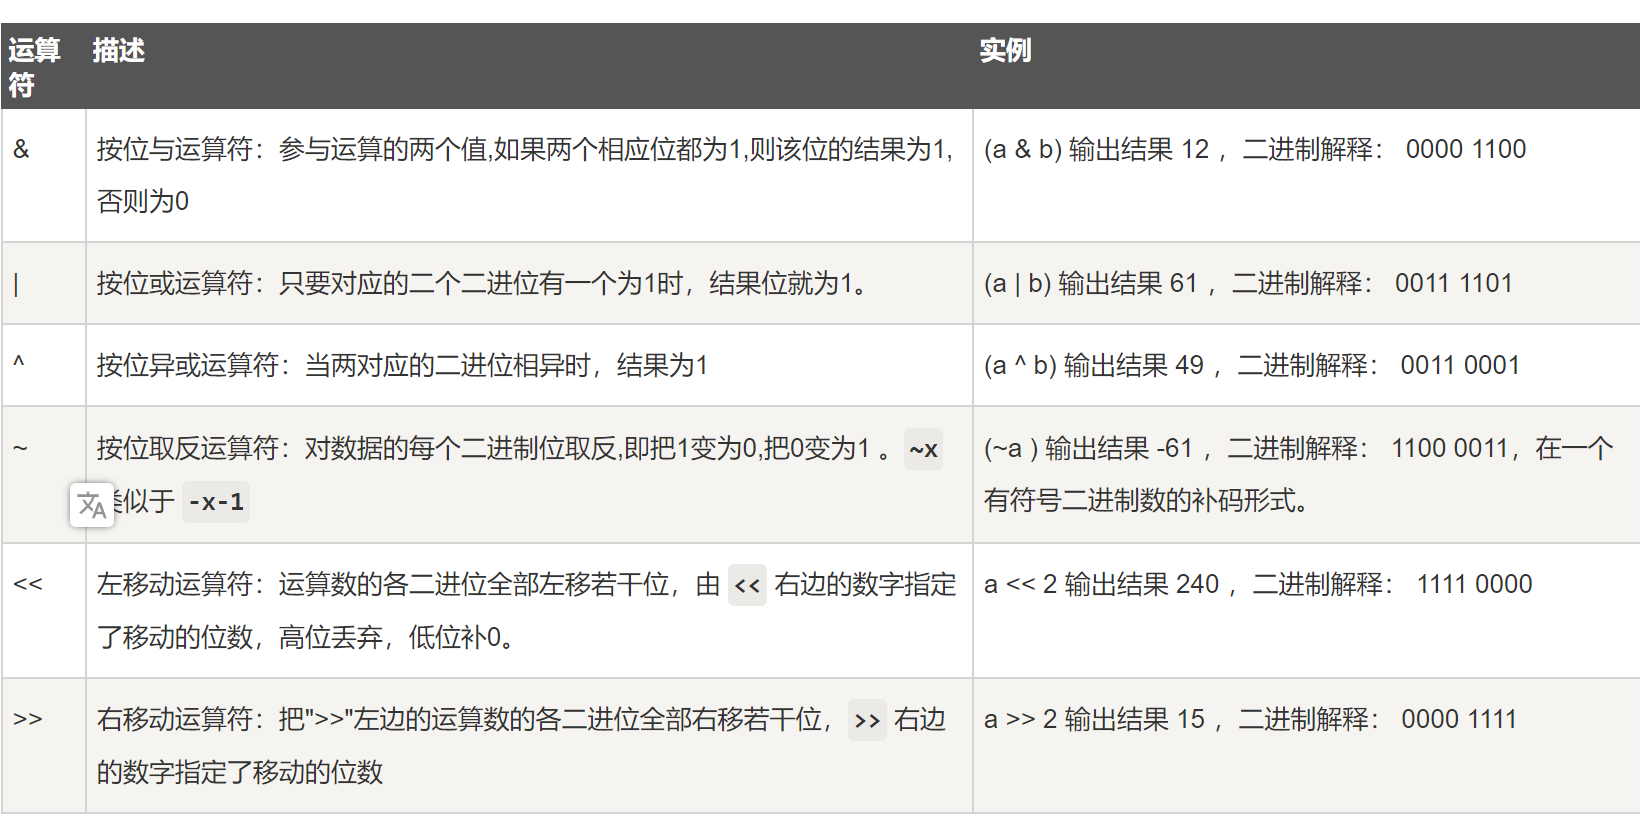 运算符 描述 实例
& 按位与运算符：参与运算的两个值,如果两个相应位都为1,则该位的结果为1,
否则为0
(a & b) 输出结果 12 ，二进制解释： 0000 1100
| 按位或运算符：只要对应的二个二进位有一个为1时，结果位就为1。
(a | b) 输出结果 61 ，二进制解释： 0011 1101
^ 按位异或运算符：当两对应的二进位相异时，结果为1
(a ^ b) 输出结果 49 ，二进制解释： 0011 0001
~ 按位取反运算符：对数据的每个二进制位取反,即把1变为0,把0变为1 。~x
似于 -x-1
(~a ) 输出结果 -61 ，二进制解释： 1100 0011，在一个
有符号二进制数的补码形式。
<< 左移动运算符：运算数的各二进位全部左移若干位，由 << 右边的数字指定
了移动的位数，高位丢弃，低位补0。
a << 2 输出结果 240 ，二进制解释： 1111 0000
>> 右移动运算符：把">>"左边的运算数的各二进位全部右移若干位， >> 右边
的数字指定了移动的位数
a >> 2 输出结果 15 ，二进制解释： 0000 1111